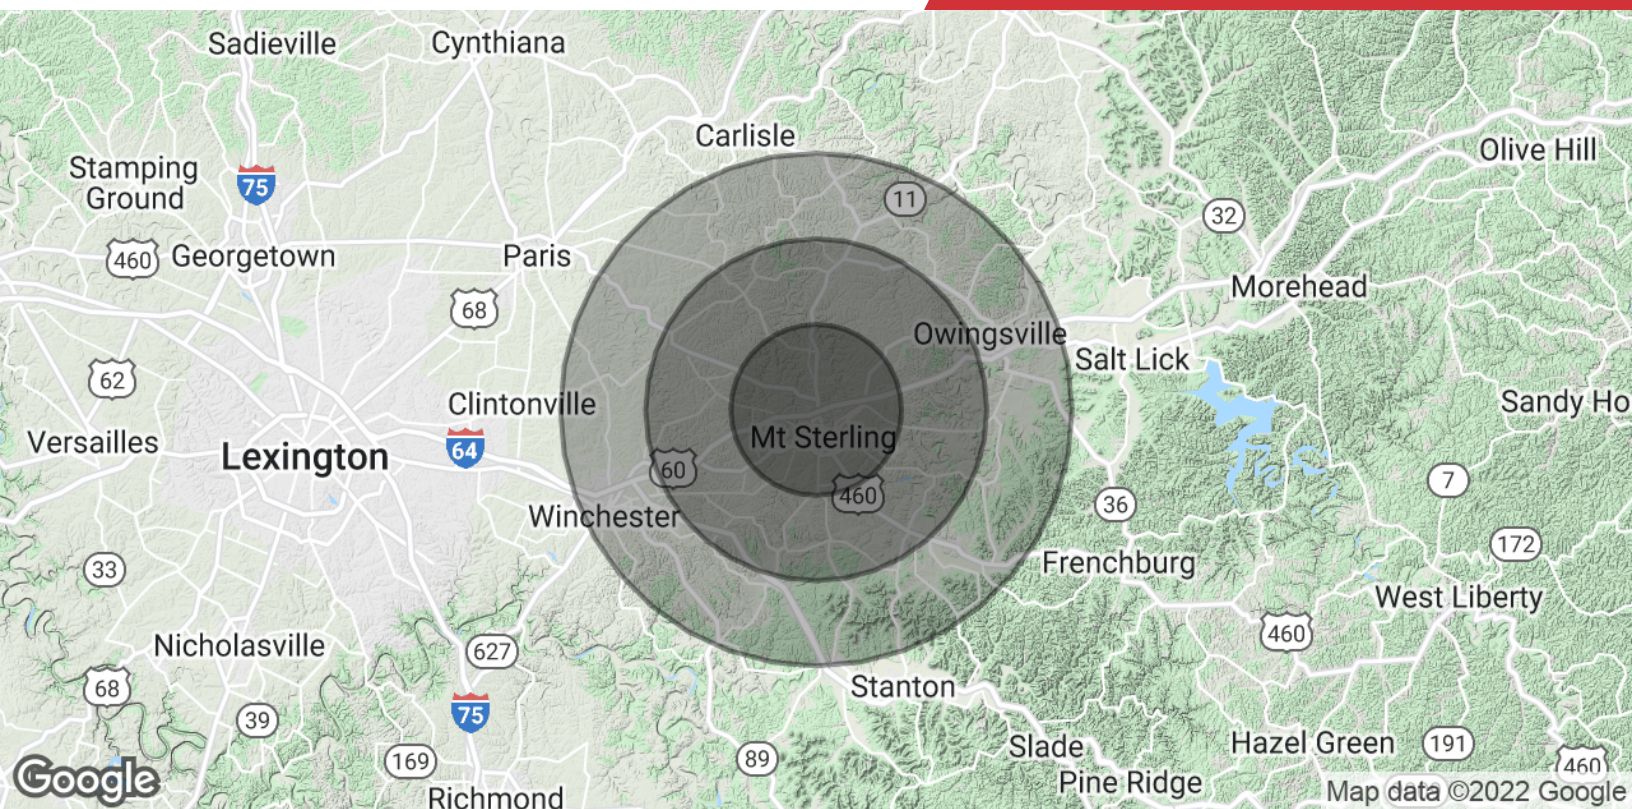 Sadieville
Cynthiana
Carlisle
Olive Hill
Stamping
Ground
75
11
32
460
Georgetown
Paris
68
Morehead
Owingsville
Salt Lick
62
Clintonville
Sandy Ho
Versailles
Lexington
64
Mt Sterling
60
460
7
36
Winchester
33
Frenchburg
172
West Liberty
460
Nicholasville
627
68
39
75
Stanton
169
89
Slade
Hazel Green
191
460
Pine Ridge
Google
Richmond
Map data ©2022 Google